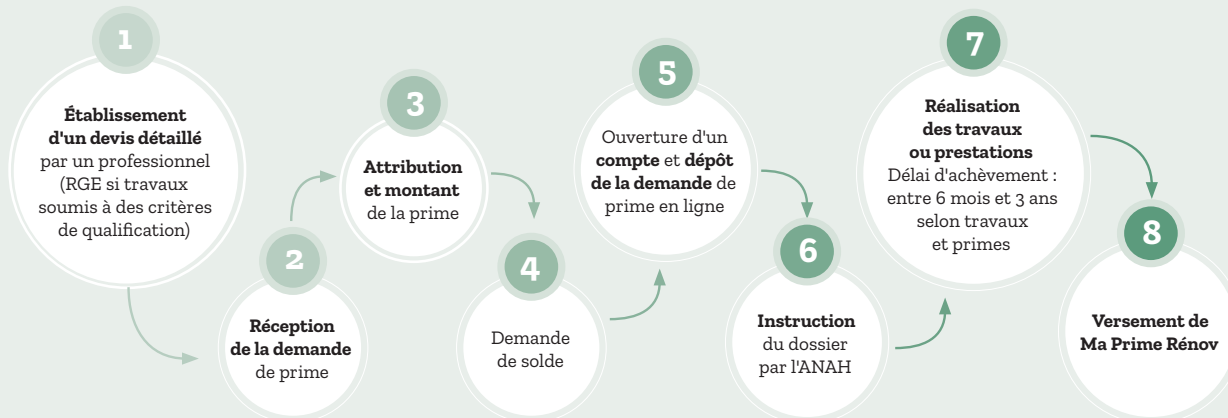 1
Établissement
d'un devis détaillé
par un professionnel
(RGE si travaux
soumis à des critères
de qualification)
2
Réception
de la demande
de prime
3
Attribution
et montant
de la prime
4
Demande
de solde
5
Ouverture d'un
compte et dépôt
de la demande de
prime en ligne
6
Instruction
du dossier
par l'ANAH
7
Réalisation
des travaux
ou prestations
Délai d'achèvement :
entre 6 mois et 3 ans
selon travaux
et primes
8
Versement de
Ma Prime Rénov